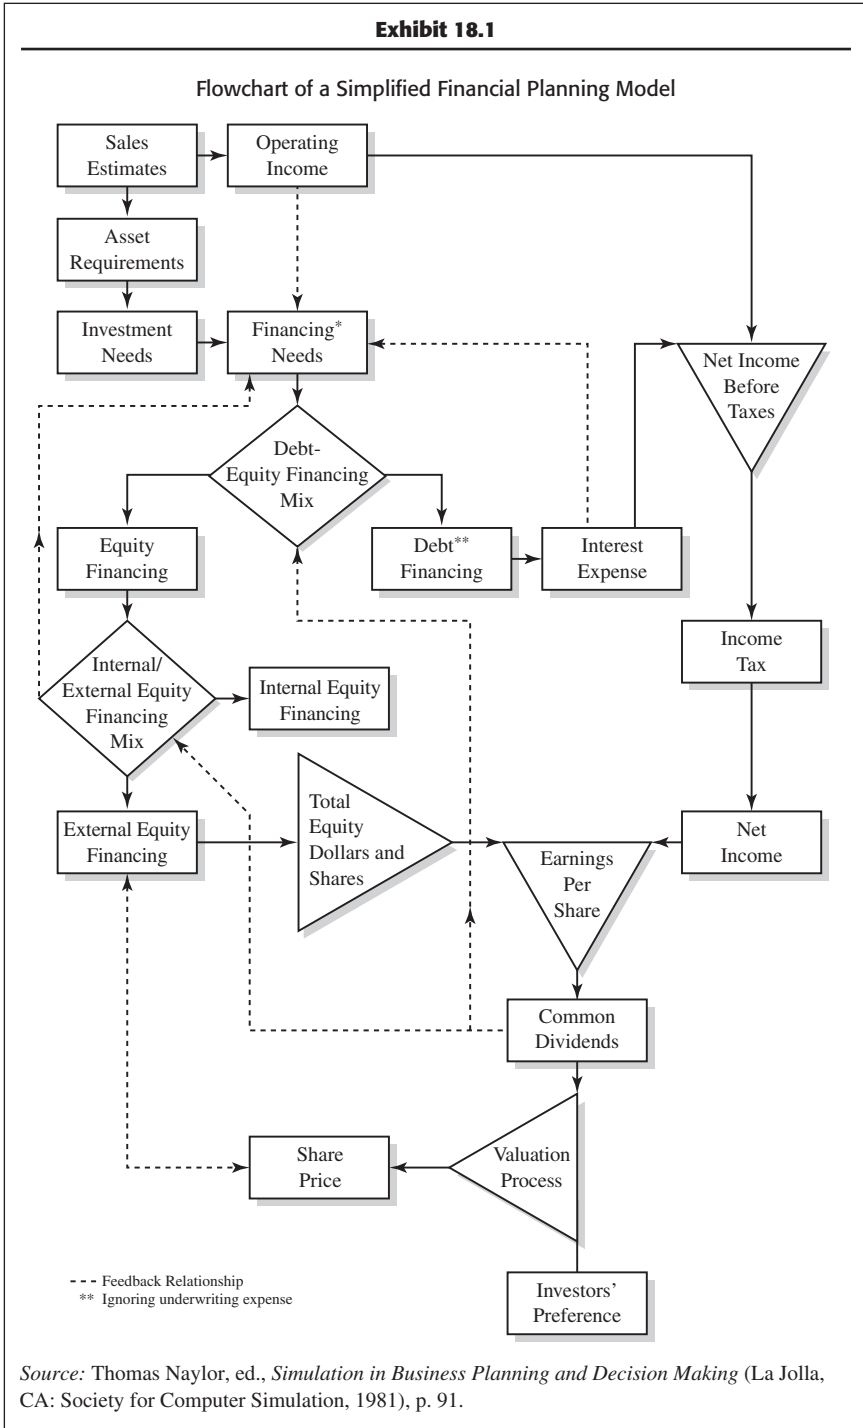 Exhibit 18.1
Flowchart of a Simplified Financial Planning Model
Sales
Estimates
Operating
Income
Asset
Requirements
Investment
Needs
Financing*
Needs
Net Income
Before
Taxes
Debt-
Equity Financing
Mix
Equity
Financing
Debt**
Financing
Interest
Expense
Income
Tax
Internal/
External Equity
Financing
Mix
Internal Equity
Financing
External Equity
Financing
Total
Equity
Dollars and
Shares
Earnings
Per
Share
Net
Income
Common
Dividends
Share
Price
Valuation
Process
Investors'
Preference
--- Feedback Relationship
** Ignoring underwriting expense
Source: Thomas Naylor, ed., Simulation in Business Planning and Decision Making (La Jolla,
CA: Society for Computer Simulation, 1981), p. 91.